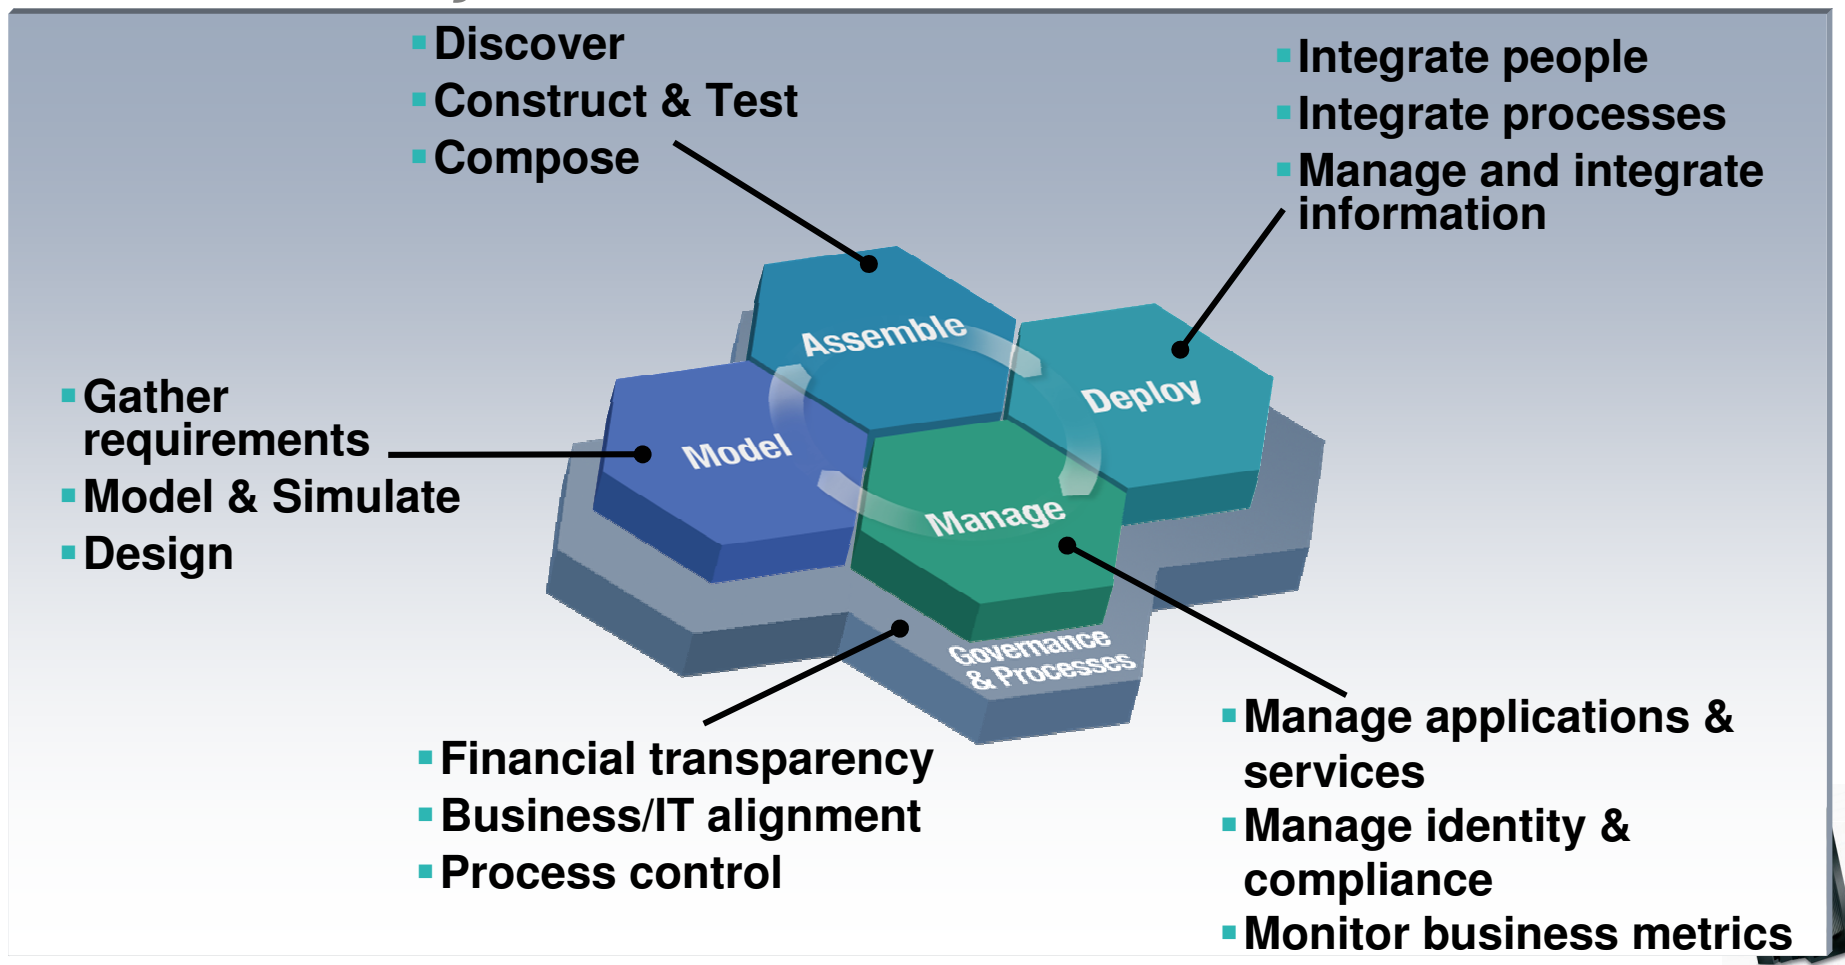 Discover
Construct & Test
Compose
Integrate people
Integrate processes
Manage and integrate
information
Assemble
Deploy
Model
Manage
Gather
requirements
Model & Simulate
Design
Governance
& Processes
Financial transparency
Business/IT alignment
Process control
Manage applications &
services
Manage identity &
compliance
Monitor business metrics